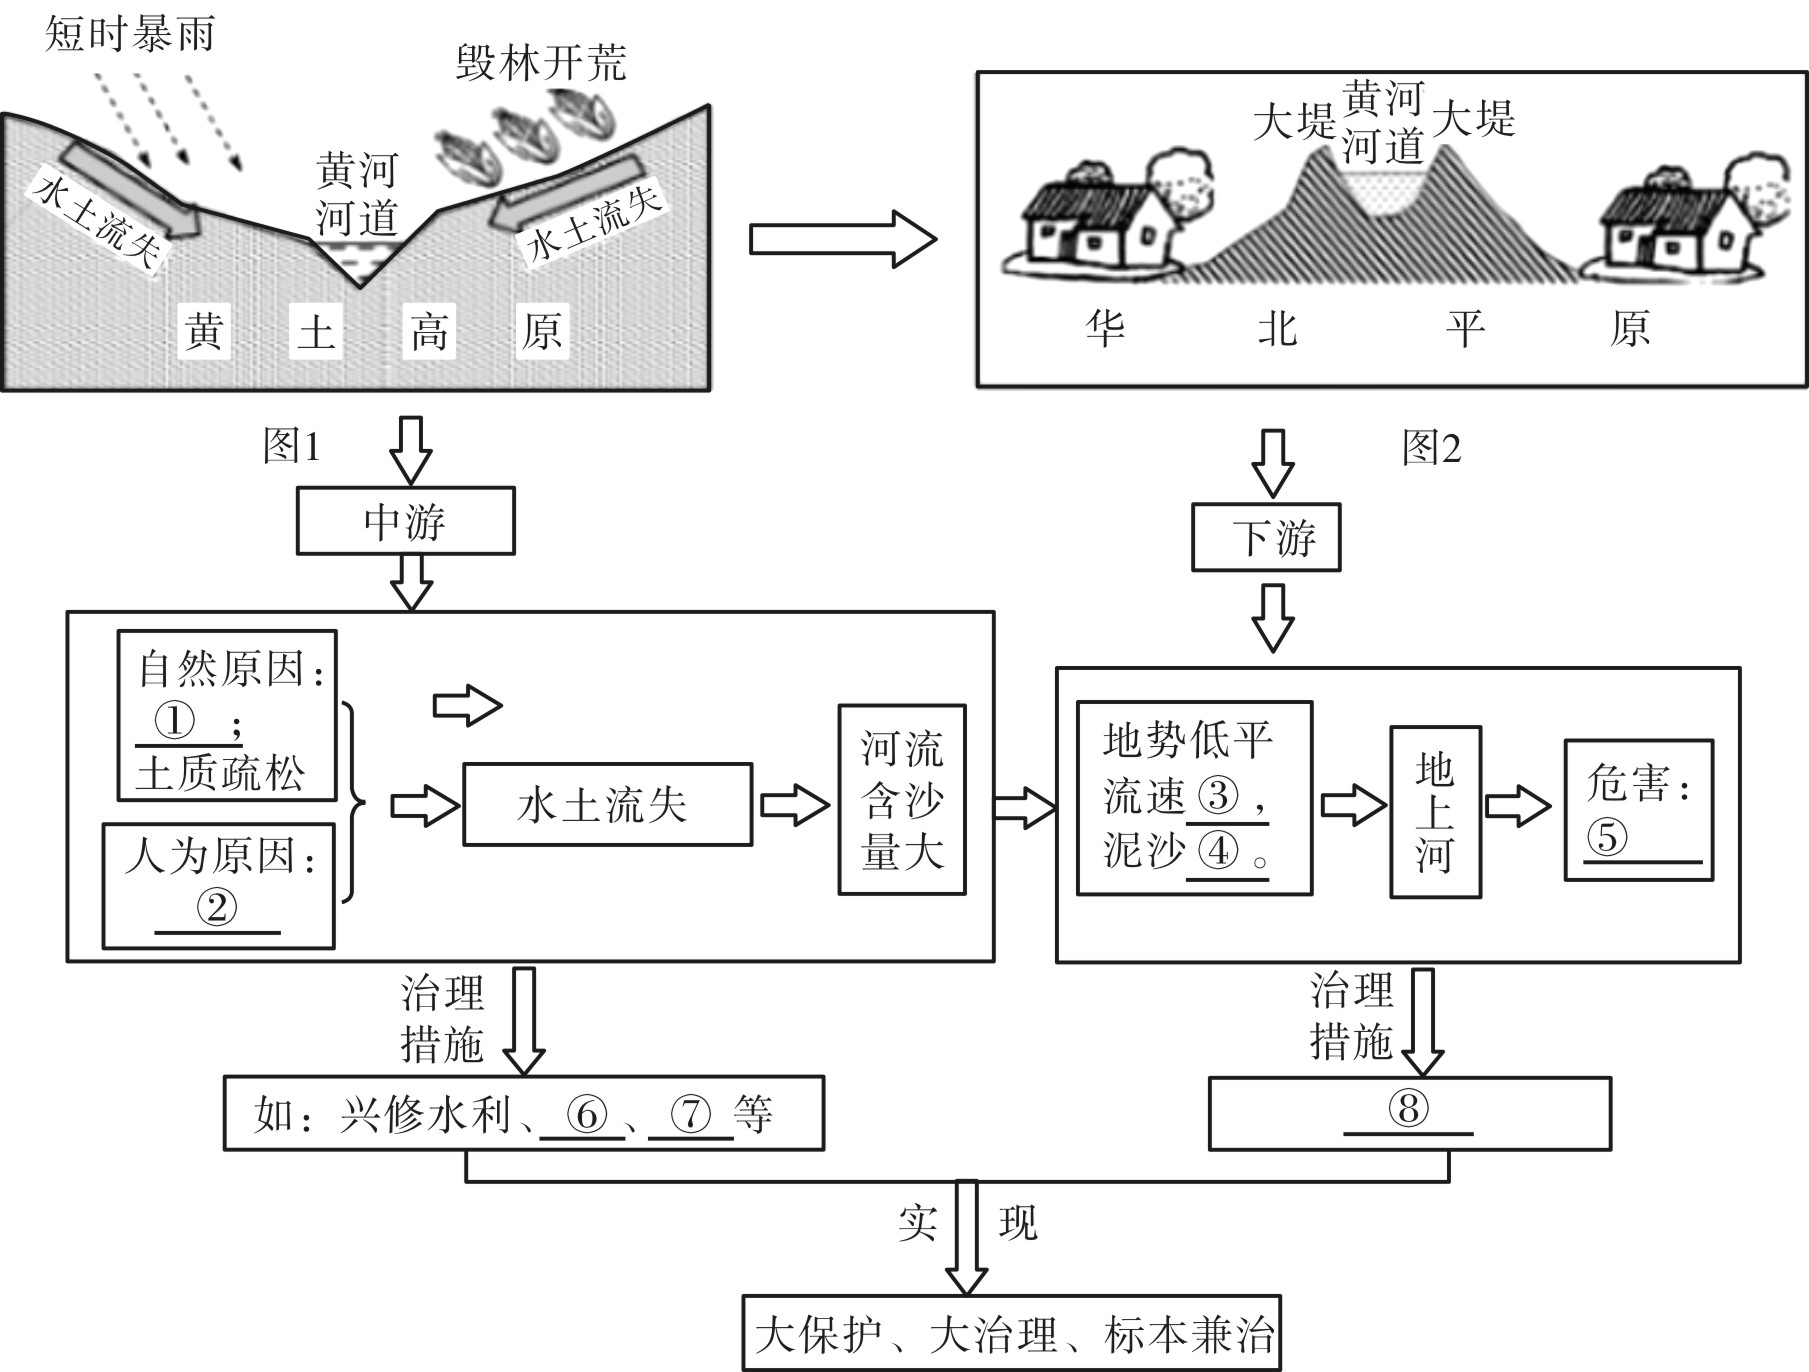 短时暴雨
毁林开荒
黄河
河道
水土流失
水土流失
黄土高原
大堤
黄河
河道
大堤
华北平原
图1
图2
中游
下游
自然原因：
① ；
土质疏松
人为原因：
②
水土流失
河流
含沙
量大
地势低平
流速③，
泥沙④。
地
上
河
危害：
⑤
治理
措施
治理
措施
如：兴修水利、⑥、⑦等
⑧
实现
大保护、大治理、标本兼治